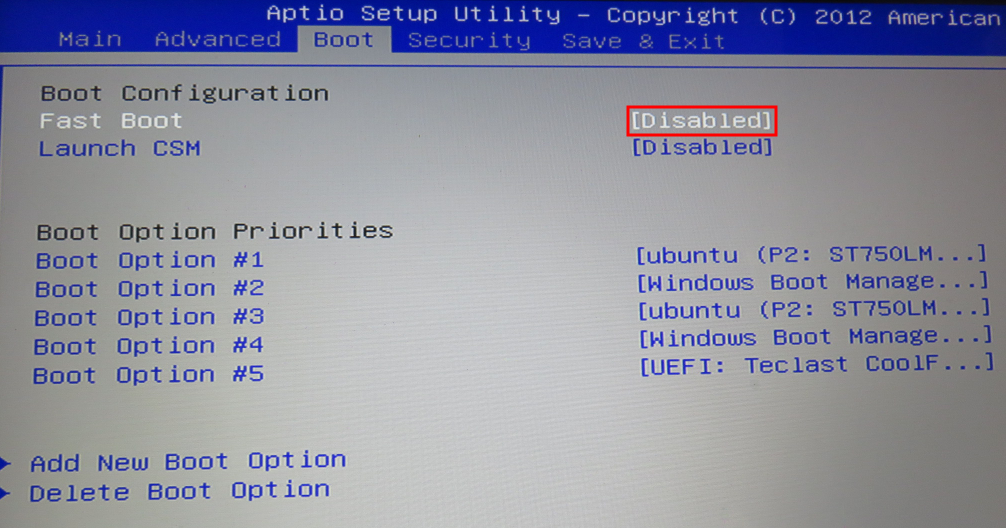 Aptio Setup Utility – Copyright (C) 2012 American
Main Advanced Boot Security Save & Exit
Boot Configuration
Fast Boot [Disabled]
Launch CSM [Disabled]
Boot Option Priorities
Boot Option #1 [ubuntu (P2: ST750LM...]
Boot Option #2 [Windows Boot Manage...]
Boot Option #3 [ubuntu (P2: ST750LM...]
Boot Option #4 [Windows Boot Manage...]
Boot Option #5 [UEFI: Teclast CoolF...]
Add New Boot Option
Delete Boot Option